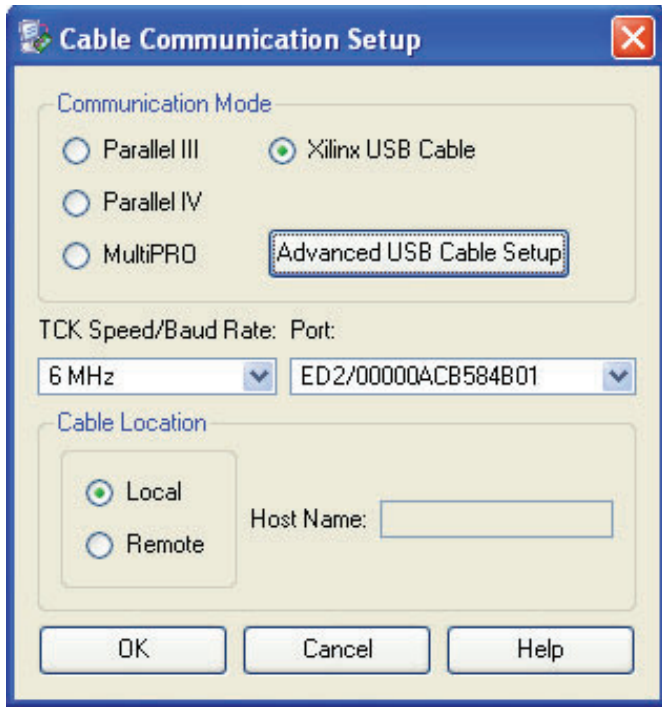 Cable Communication Setup
Communication Mode
Parallel III Xilinx USB Cable
Parallel IV
MultiPRO Advanced USB Cable Setup
TCK Speed/Baud Rate: Port:
6 MHz ED2/00000ACB584B01
Cable Location
Local
Host Name:
Remote
OK Cancel Help